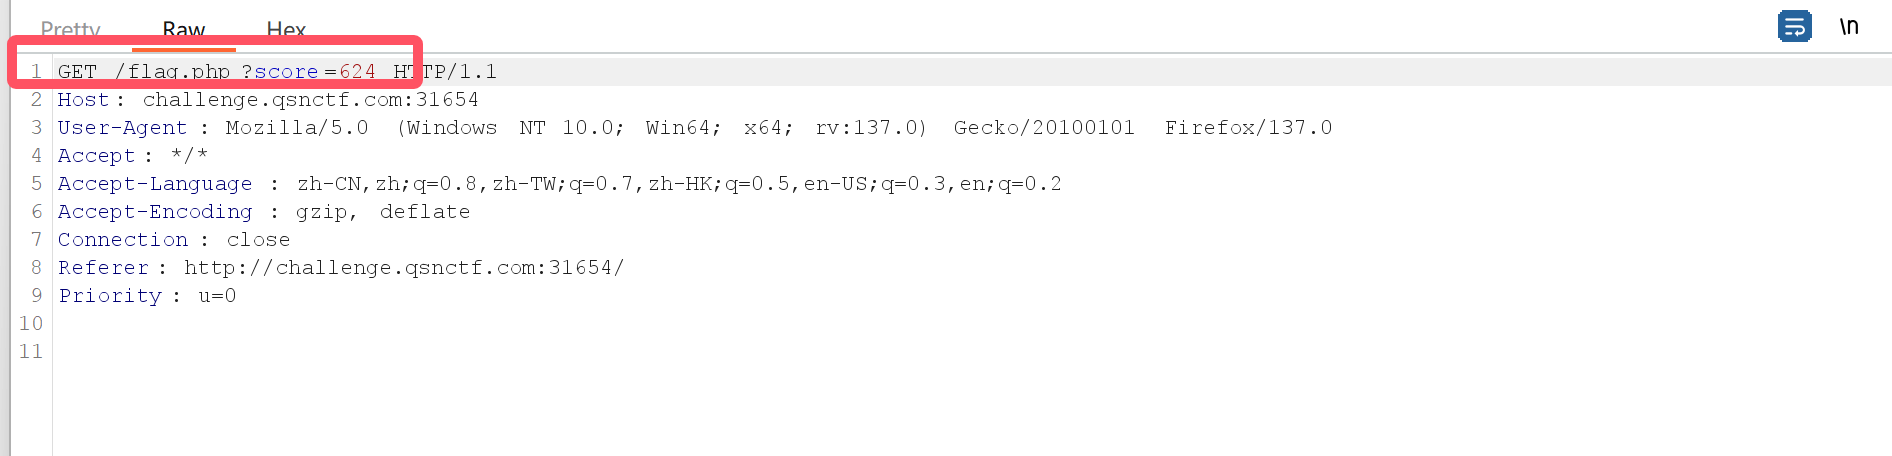 Pretty Raw Hex \n
1 GET /flag.php ?score=624 HTTP/1.1
2 Host: challenge.qsnctf.com:31654
3 User-Agent: Mozilla/5.0 (Windows NT 10.0; Win64; x64; rv:137.0) Gecko/20100101 Firefox/137.0
4 Accept: */*
5 Accept-Language: zh-CN,zh;q=0.8,zh-TW;q=0.7,zh-HK;q=0.5,en-US;q=0.3,en;q=0.2
6 Accept-Encoding: gzip, deflate
7 Connection: close
8 Referer: http://challenge.qsnctf.com:31654/
9 Priority: u=0
10
11